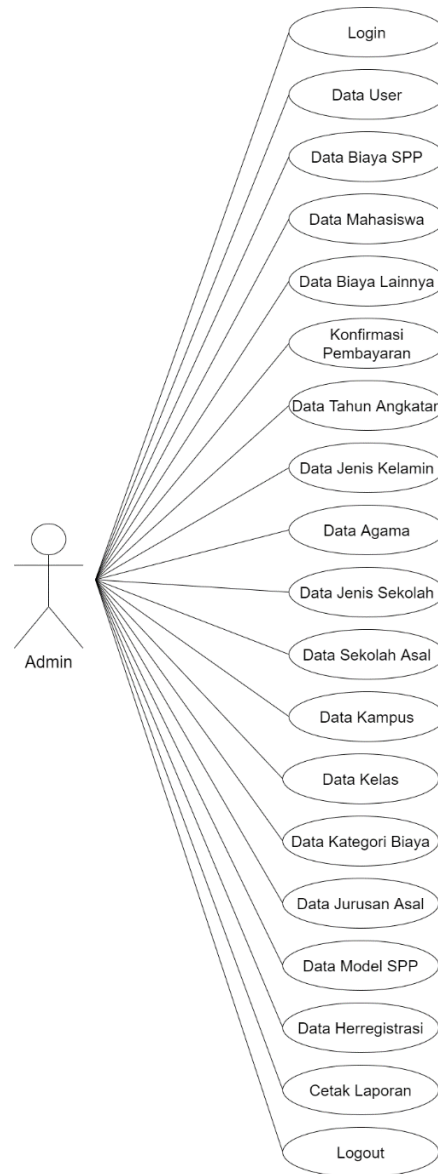 Login
Data User
Data Biaya SPP
Data Mahasiswa
Data Biaya Lainnya
Konfirmasi
Pembayaran
Data Tahun Angkatan
Data Jenis Kelamin
Data Agama
Data Jenis Sekolah
Data Sekolah Asal
Admin
Data Kampus
Data Kelas
Data Kategori Biaya
Data Jurusan Asal
Data Model SPP
Data Herregistrasi
Cetak Laporan
Logout